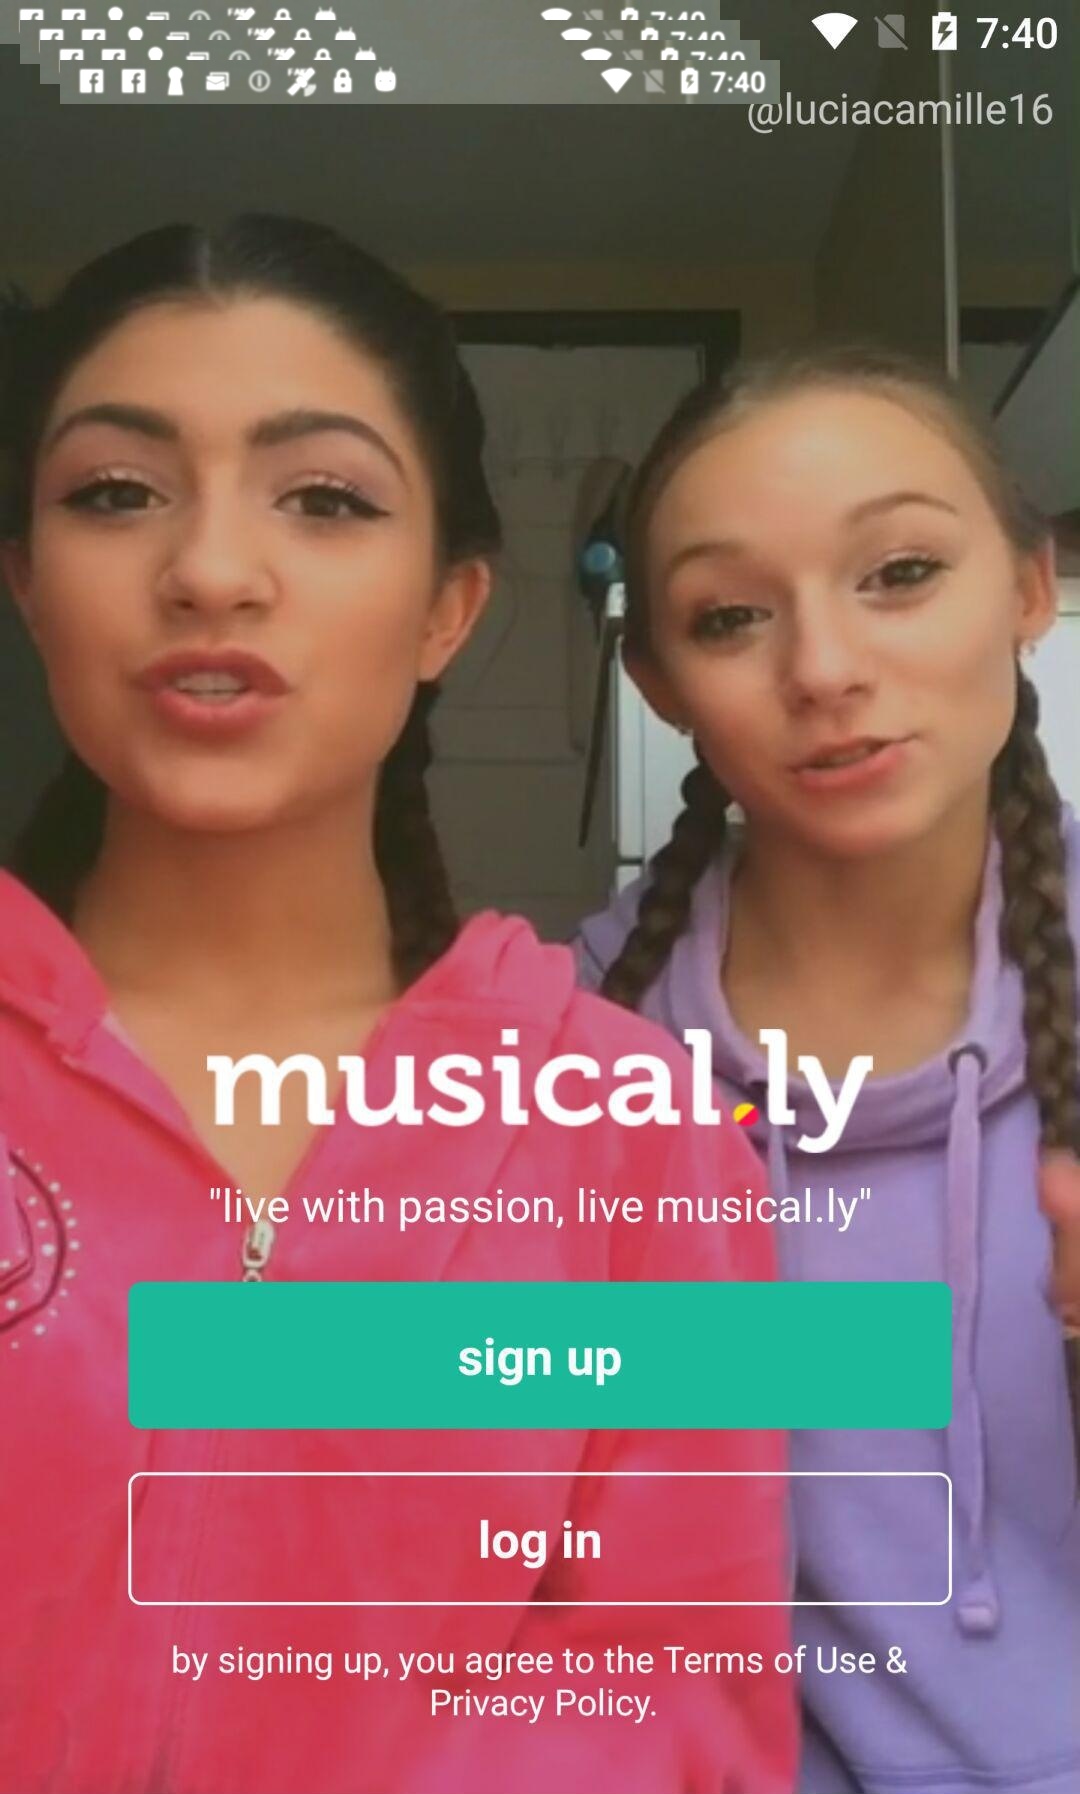 7:40
7:40
@luciacamille16
musical.ly
"live with passion, live musical.ly"
sign up
log in
by signing up, you agree to the Terms of Use &
Privacy Policy.